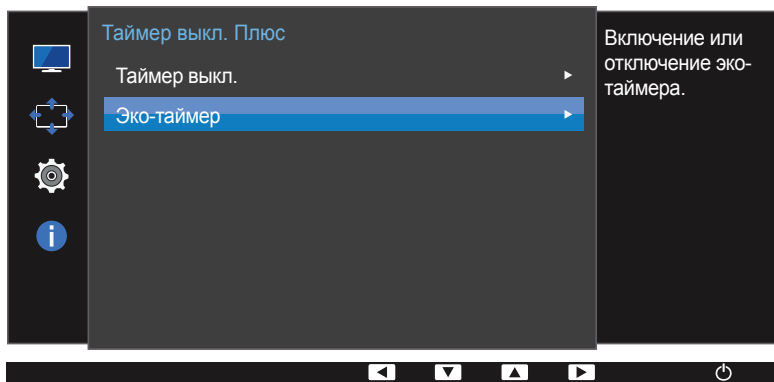 Таймер выкл. Плюс
Таймер выкл.
Эко-таймер
Включение или
отключение эко-
таймера.